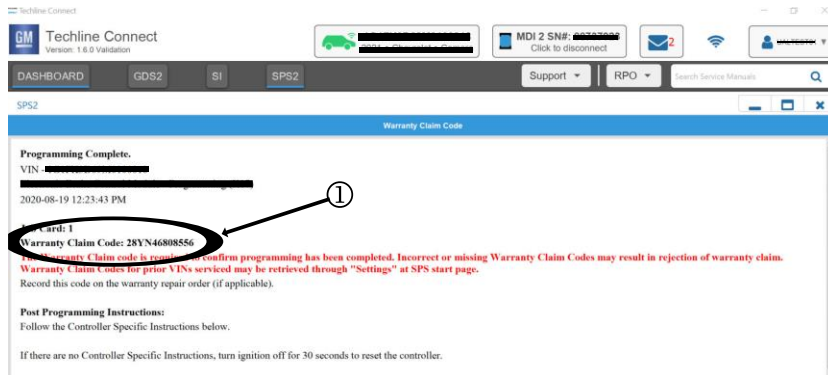 Techline Connect
GM Techline Connect
Version: 1.6.0 Validation
MDI 2 SN#:
Click to disconnect
2
DASHBOARD GDS2 SI SPS2 Support RPO Search Service Manuals
SPS2
Warranty Claim Code
Programming Complete.
VIN -
2020-08-19 12:23:43 PM
1
Card: 1
Warranty Claim Code: 28YN46808556
The Warranty Claim code is required to confirm programming has been completed. Incorrect or missing Warranty Claim Codes may result in rejection of warranty claim.
Warranty Claim Codes for prior VINs serviced may be retrieved through "Settings" at SPS start page.
Record this code on the warranty repair order (if applicable).
Post Programming Instructions:
Follow the Controller Specific Instructions below.
If there are no Controller Specific Instructions, turn ignition off for 30 seconds to reset the controller.